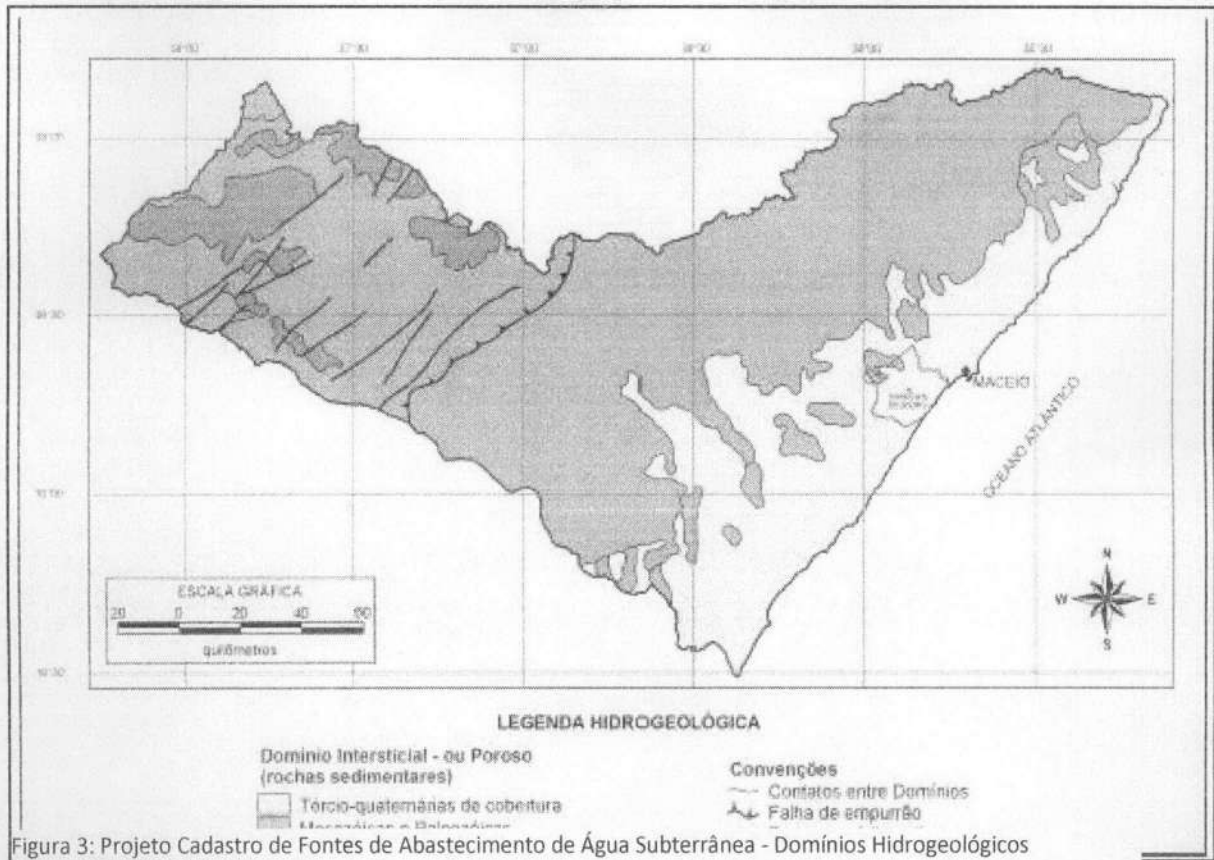 MACEIÓ
OCEANO ATLÂNTICO
N
W E
S
ESCALA GRÁFICA
20 0 20 40 60
quilômetros
LEGENDA HIDROGEOLÓGICA
Domínio Intersticial - ou Poroso
(rochas sedimentares)
Tércio-quaternárias de cobertura
Mesozóicas e Paleozóicas
Convenções
Contatos entre Domínios
Falha de empurrão
Figura 3: Projeto Cadastro de Fontes de Abastecimento de Água Subterrânea - Domínios Hidrogeológicos